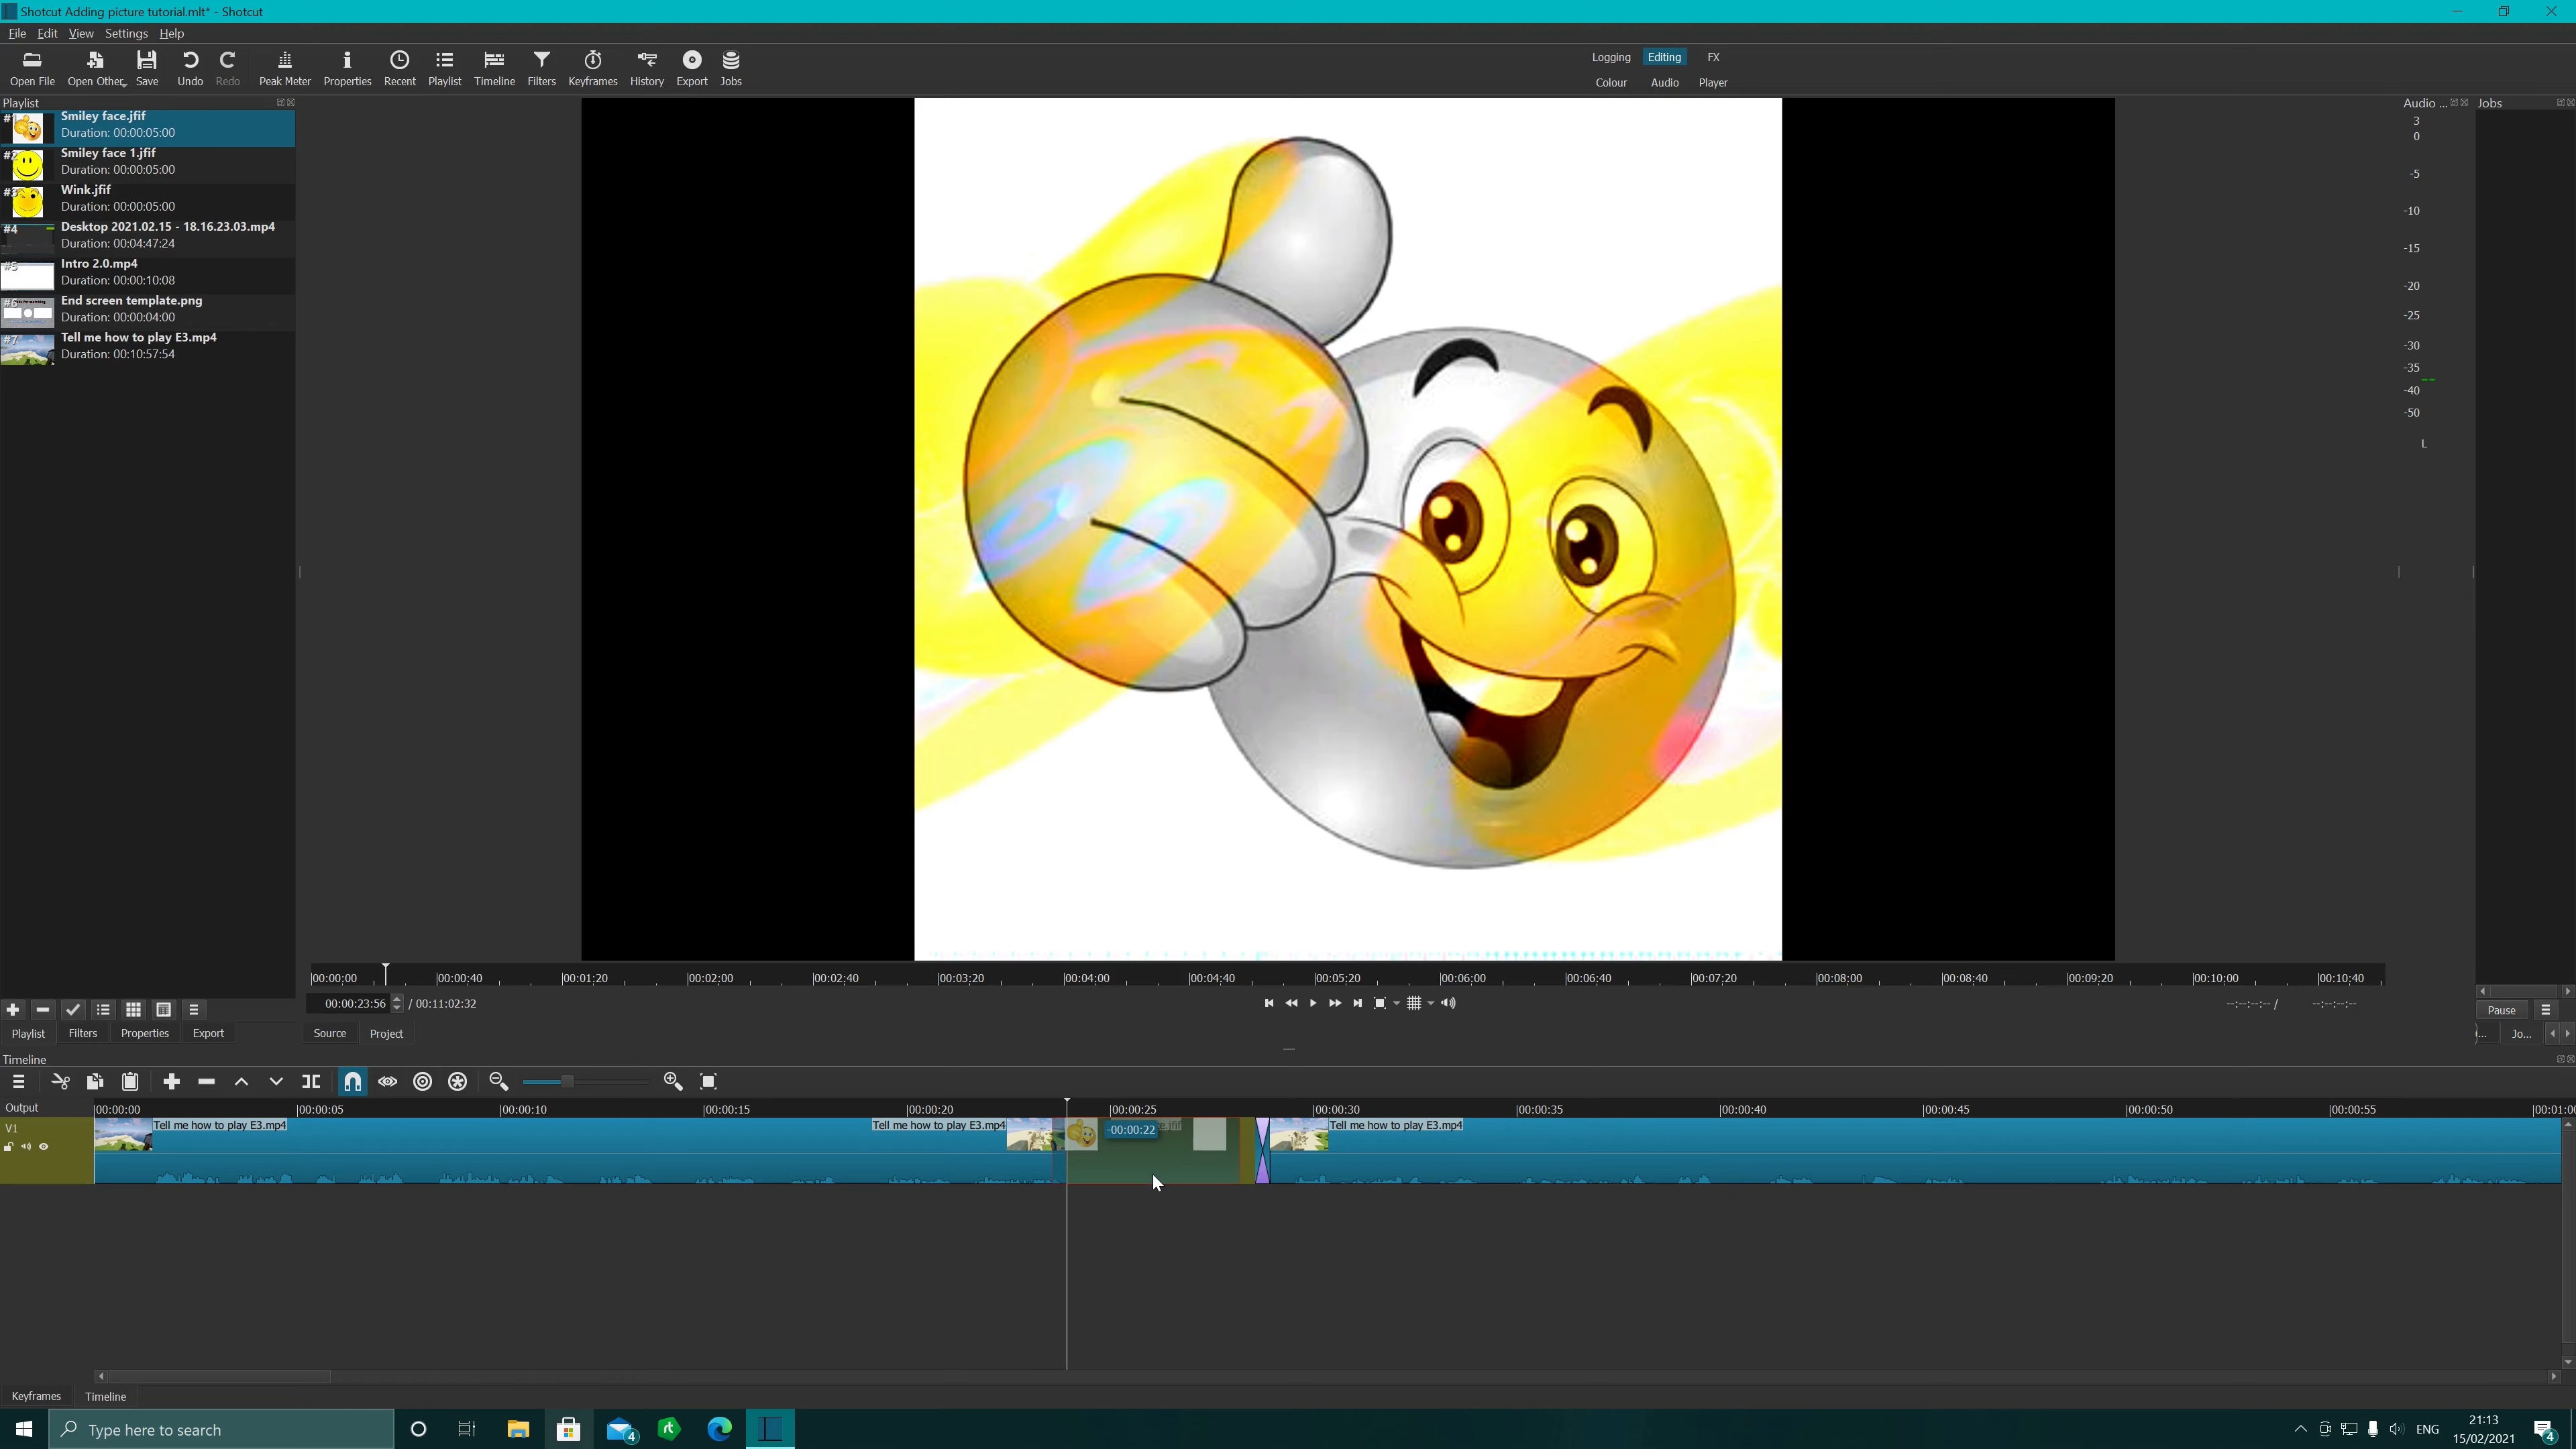 Shotcut Adding picture tutorial.mlt* - Shotcut
File Edit View Settings Help
Open File Open Other... Save Undo Redo Peak Meter Properties Recent Playlist Timeline Filters Keyframes History Export Jobs
Logging Editing FX
Colour Audio Player
Playlist
Audio ... Jobs
#1 Smiley face.jfif
Duration: 00:00:05:00
#2 Smiley face 1.jfif
Duration: 00:00:05:00
#3 Wink.jfif
Duration: 00:00:05:00
#4 Desktop 2021.02.15 - 18.16.23.03.mp4
Duration: 00:04:47:24
#5 Intro 2.0.mp4
Duration: 00:00:10:08
#6 End screen template.png
Duration: 00:00:04:00
#7 Tell me how to play E3.mp4
Duration: 00:10:57:54
3
0
-5
-10
-15
-20
-25
-30
-35
-40
-50
L
00:00:00 00:00:40 00:01:20 00:02:00 00:02:40 00:03:20 00:04:00 00:04:40 00:05:20 00:06:00 00:06:40 00:07:20 00:08:00 00:08:40 00:09:20 00:10:00 00:10:40
00:00:23:56 / 00:11:02:32
--:--:--:-- / --:--:--:--
Pause
Playlist Filters Properties Export
Source Project
Jo...
Timeline
Output
00:00:00 00:00:05 00:00:10 00:00:15 00:00:20 00:00:25 00:00:30 00:00:35 00:00:40 00:00:45 00:00:50 00:00:55 00:01:00
V1
Tell me how to play E3.mp4 Tell me how to play E3.mp4 -00:00:22 Tell me how to play E3.mp4
Keyframes Timeline
Type here to search
4
rt
ENG
21:13
15/02/2021
4